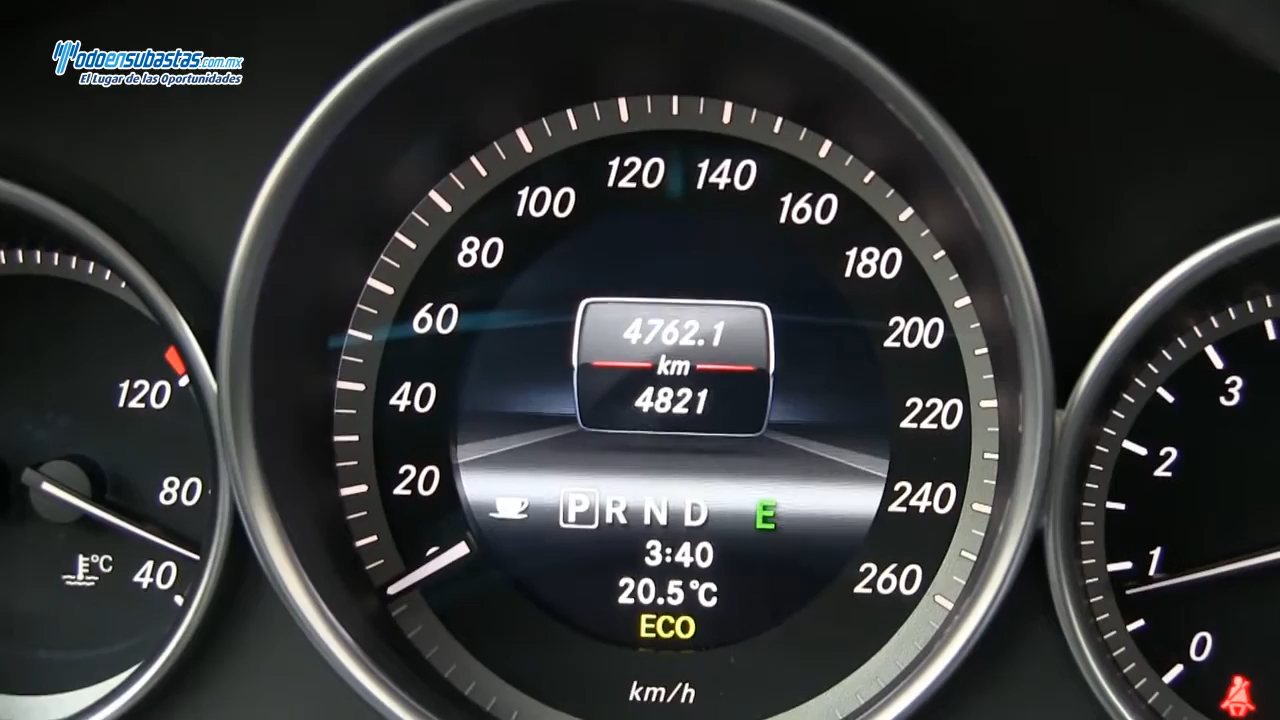 Todoensubastas.com.mx
El Lugar de las Oportunidades
120
80
40
°C
20
40
60
80
100
120
140
160
180
200
220
240
260
4762.1
km
4821
P R N D E
3:40
20.5°C
ECO
km/h
3
2
1
0